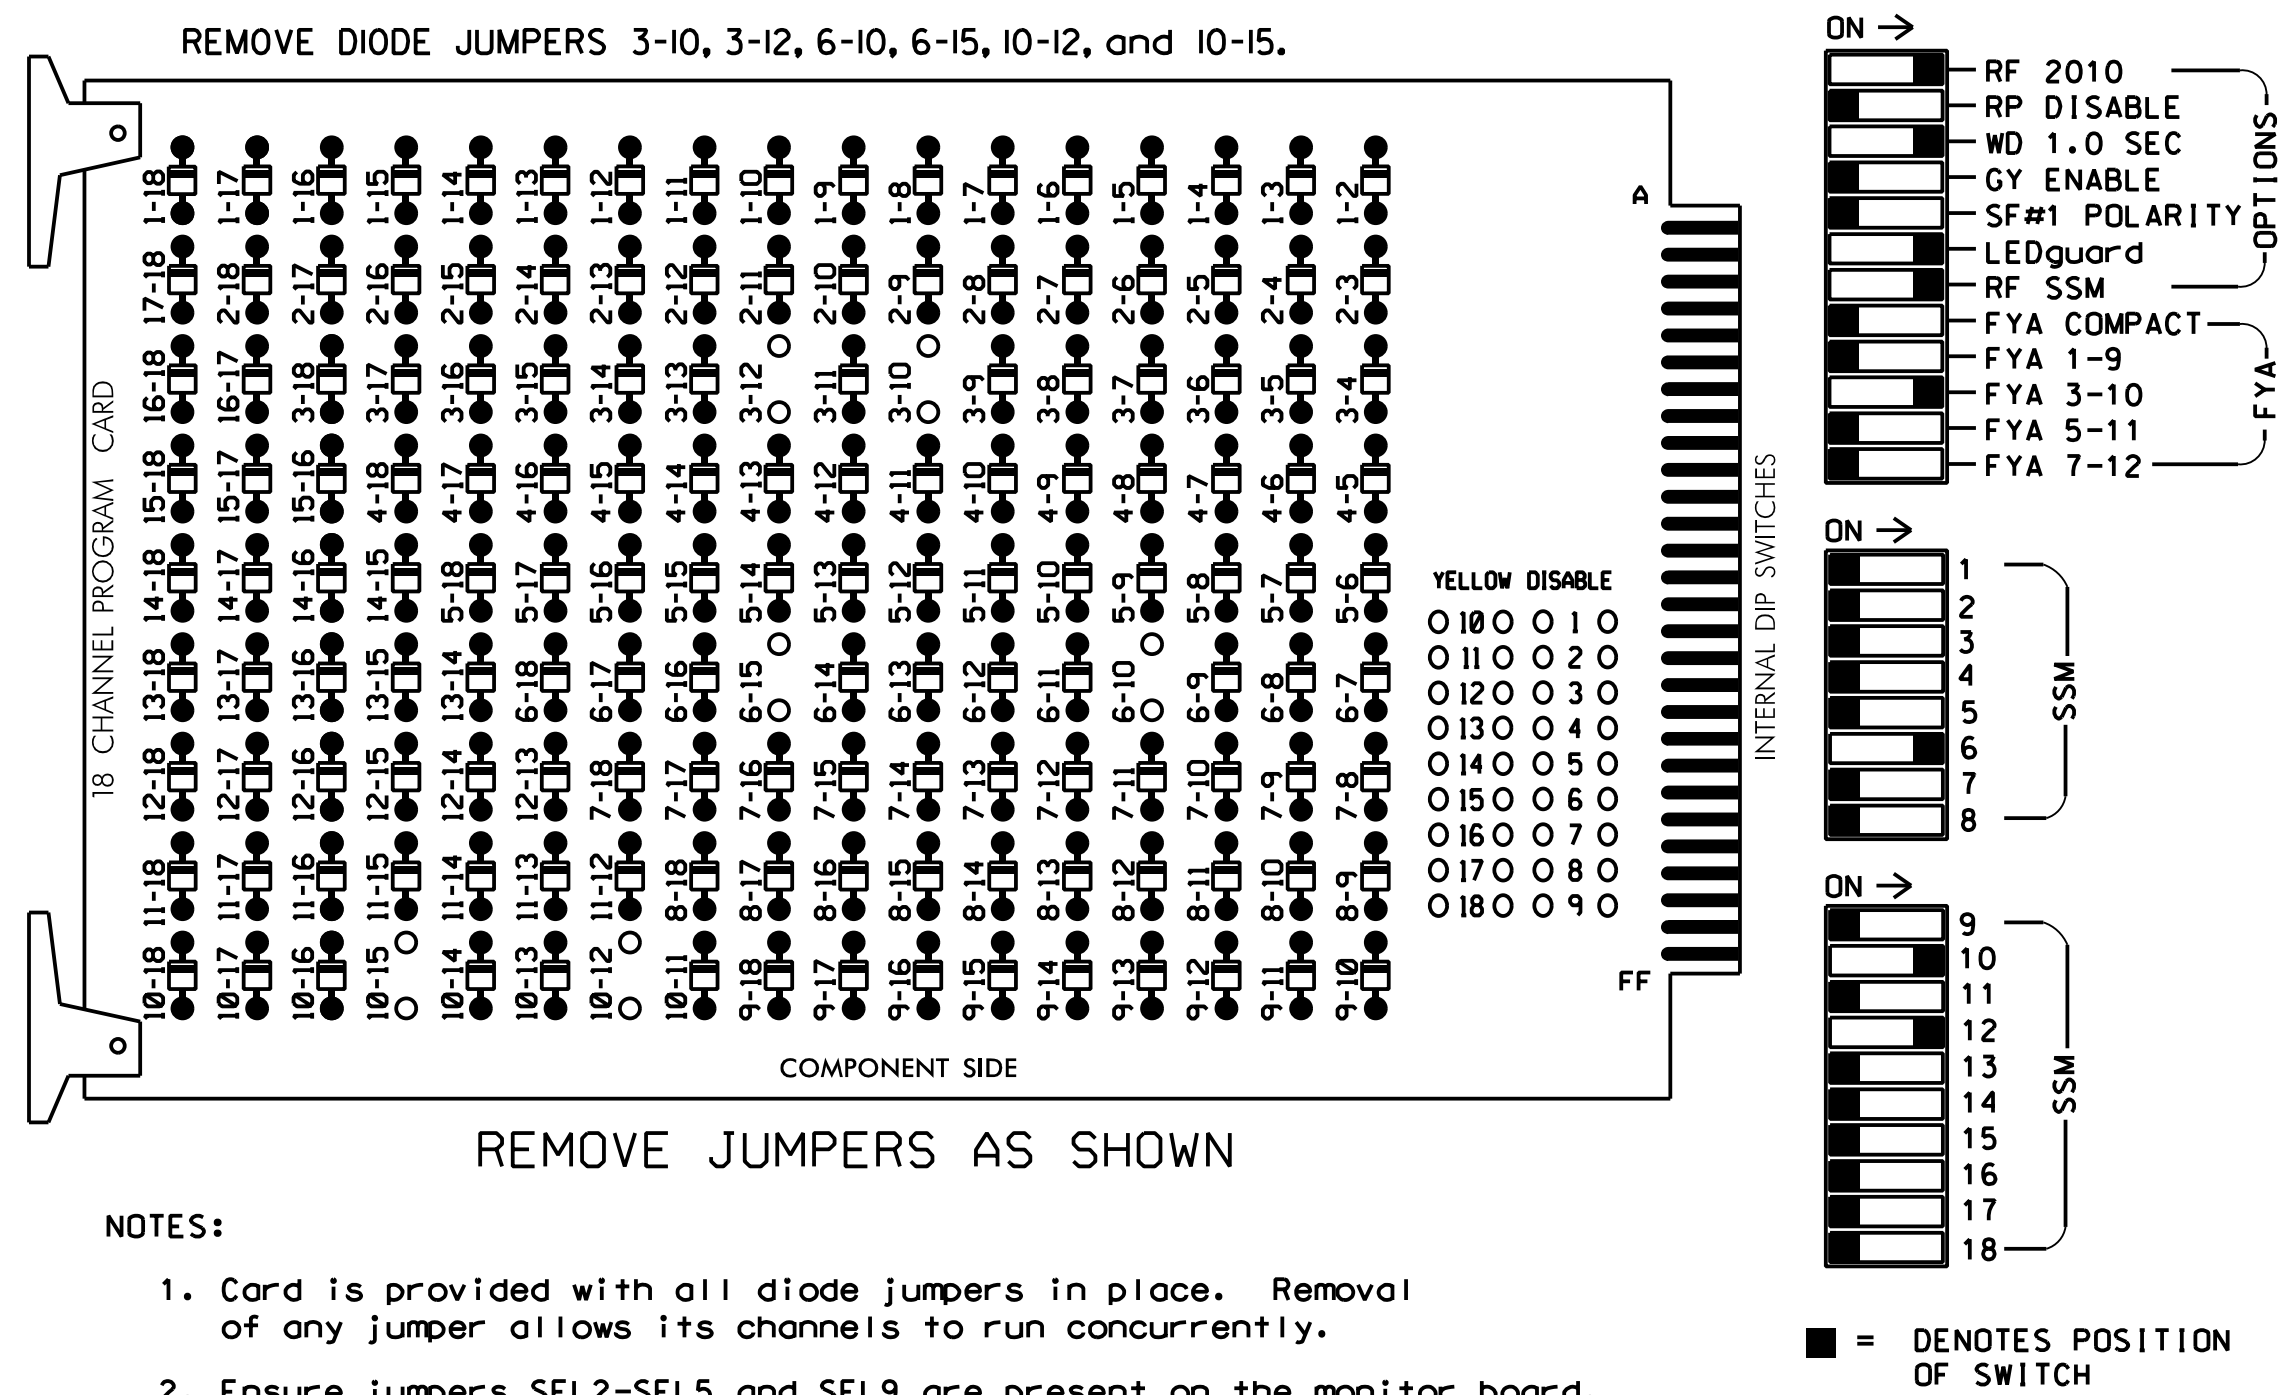 REMOVE DIODE JUMPERS 3-10, 3-12, 6-10, 6-15, 10-12, and 10-15.
1-18 1-17 1-16 1-15 1-14 1-13 1-12 1-11 1-10 1-9 1-8 1-7 1-6 1-5 1-4 1-3 1-2
17-18 2-18 2-17 2-16 2-15 2-14 2-13 2-12 2-11 2-10 2-9 2-8 2-7 2-6 2-5 2-4 2-3
16-18 16-17 3-18 3-17 3-16 3-15 3-14 3-13 3-12 3-11 3-10 3-9 3-8 3-7 3-6 3-5 3-4
15-18 15-17 15-16 4-18 4-17 4-16 4-15 4-14 4-13 4-12 4-11 4-10 4-9 4-8 4-7 4-6 4-5
14-18 14-17 14-16 14-15 5-18 5-17 5-16 5-15 5-14 5-13 5-12 5-11 5-10 5-9 5-8 5-7 5-6
13-18 13-17 13-16 13-15 13-14 6-18 6-17 6-16 6-15 6-14 6-13 6-12 6-11 6-10 6-9 6-8 6-7
12-18 12-17 12-16 12-15 12-14 12-13 7-18 7-17 7-16 7-15 7-14 7-13 7-12 7-11 7-10 7-9 7-8
11-18 11-17 11-16 11-15 11-14 11-13 11-12 8-18 8-17 8-16 8-15 8-14 8-13 8-12 8-11 8-10 8-9
10-18 10-17 10-16 10-15 10-14 10-13 10-12 10-11 9-18 9-17 9-16 9-15 9-14 9-13 9-12 9-11 9-10
18 CHANNEL PROGRAM CARD
A
YELLOW DISABLE
10 1
11 2
12 3
13 4
14 5
15 6
16 7
17 8
18 9
FF
COMPONENT SIDE
INTERNAL DIP SWITCHES
REMOVE JUMPERS AS SHOWN
ON
RF 2010
RP DISABLE
WD 1.0 SEC
GY ENABLE
SF#1 POLARITY
LEDguard
RF SSM
OPTIONS
FYA COMPACT
FYA 1-9
FYA 3-10
FYA 5-11
FYA 7-12
FYA
ON
1
2
3
4
5
6
7
8
SSM
ON
9
10
11
12
13
14
15
16
17
18
SSM
= DENOTES POSITION
OF SWITCH
NOTES:
1. Card is provided with all diode jumpers in place. Removal
of any jumper allows its channels to run concurrently.
2. Ensure jumpers SEL2-SEL5 and SEL9 are present on the monitor board.